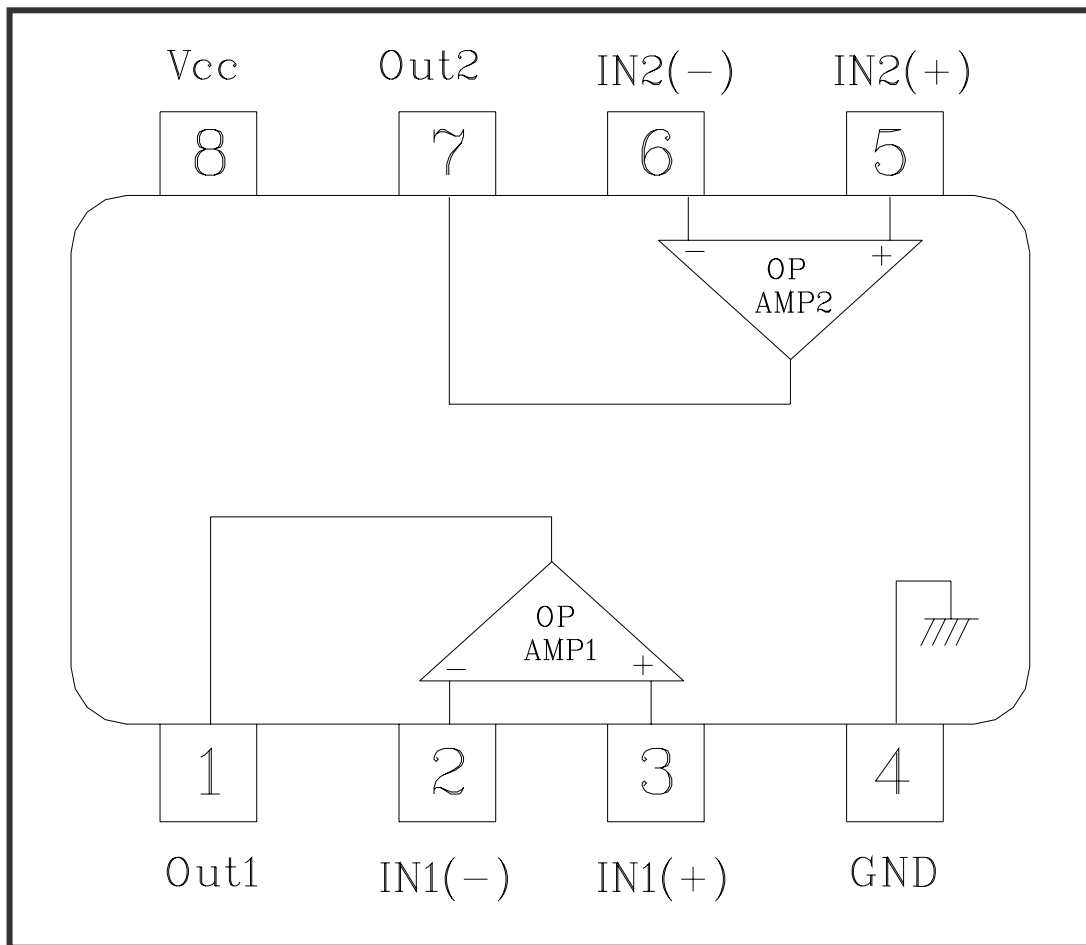 Vcc Out2 IN2(-) IN2(+)
8 7 6 5
- +
OP
AMP2
OP
AMP1
- +
1 2 3 4
Out1 IN1(-) IN1(+) GND